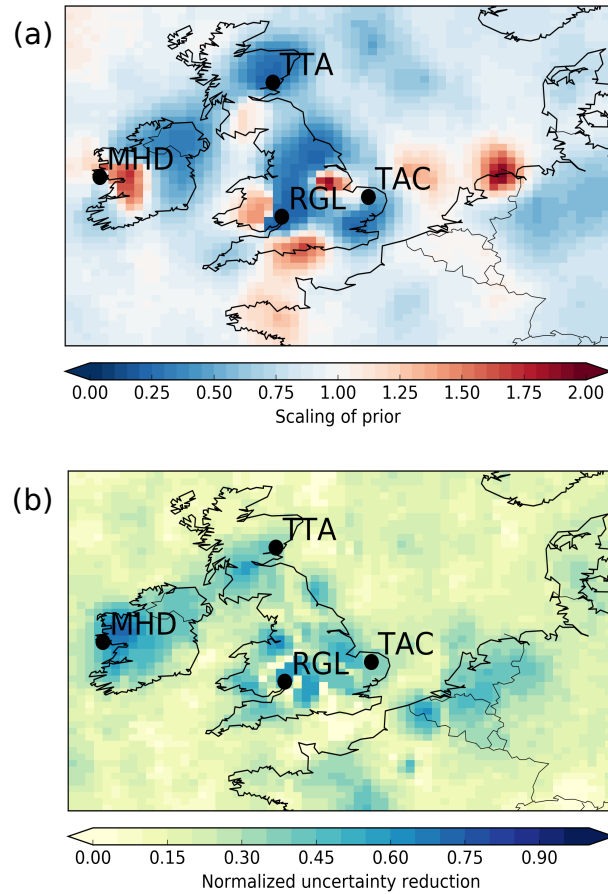 (a)
TTA
MHD
TAC
RGL
0.00 0.25 0.50 0.75 1.00 1.25 1.50 1.75 2.00
Scaling of prior
(b)
TTA
MHD
TAC
RGL
0.00 0.15 0.30 0.45 0.60 0.75 0.90
Normalized uncertainty reduction